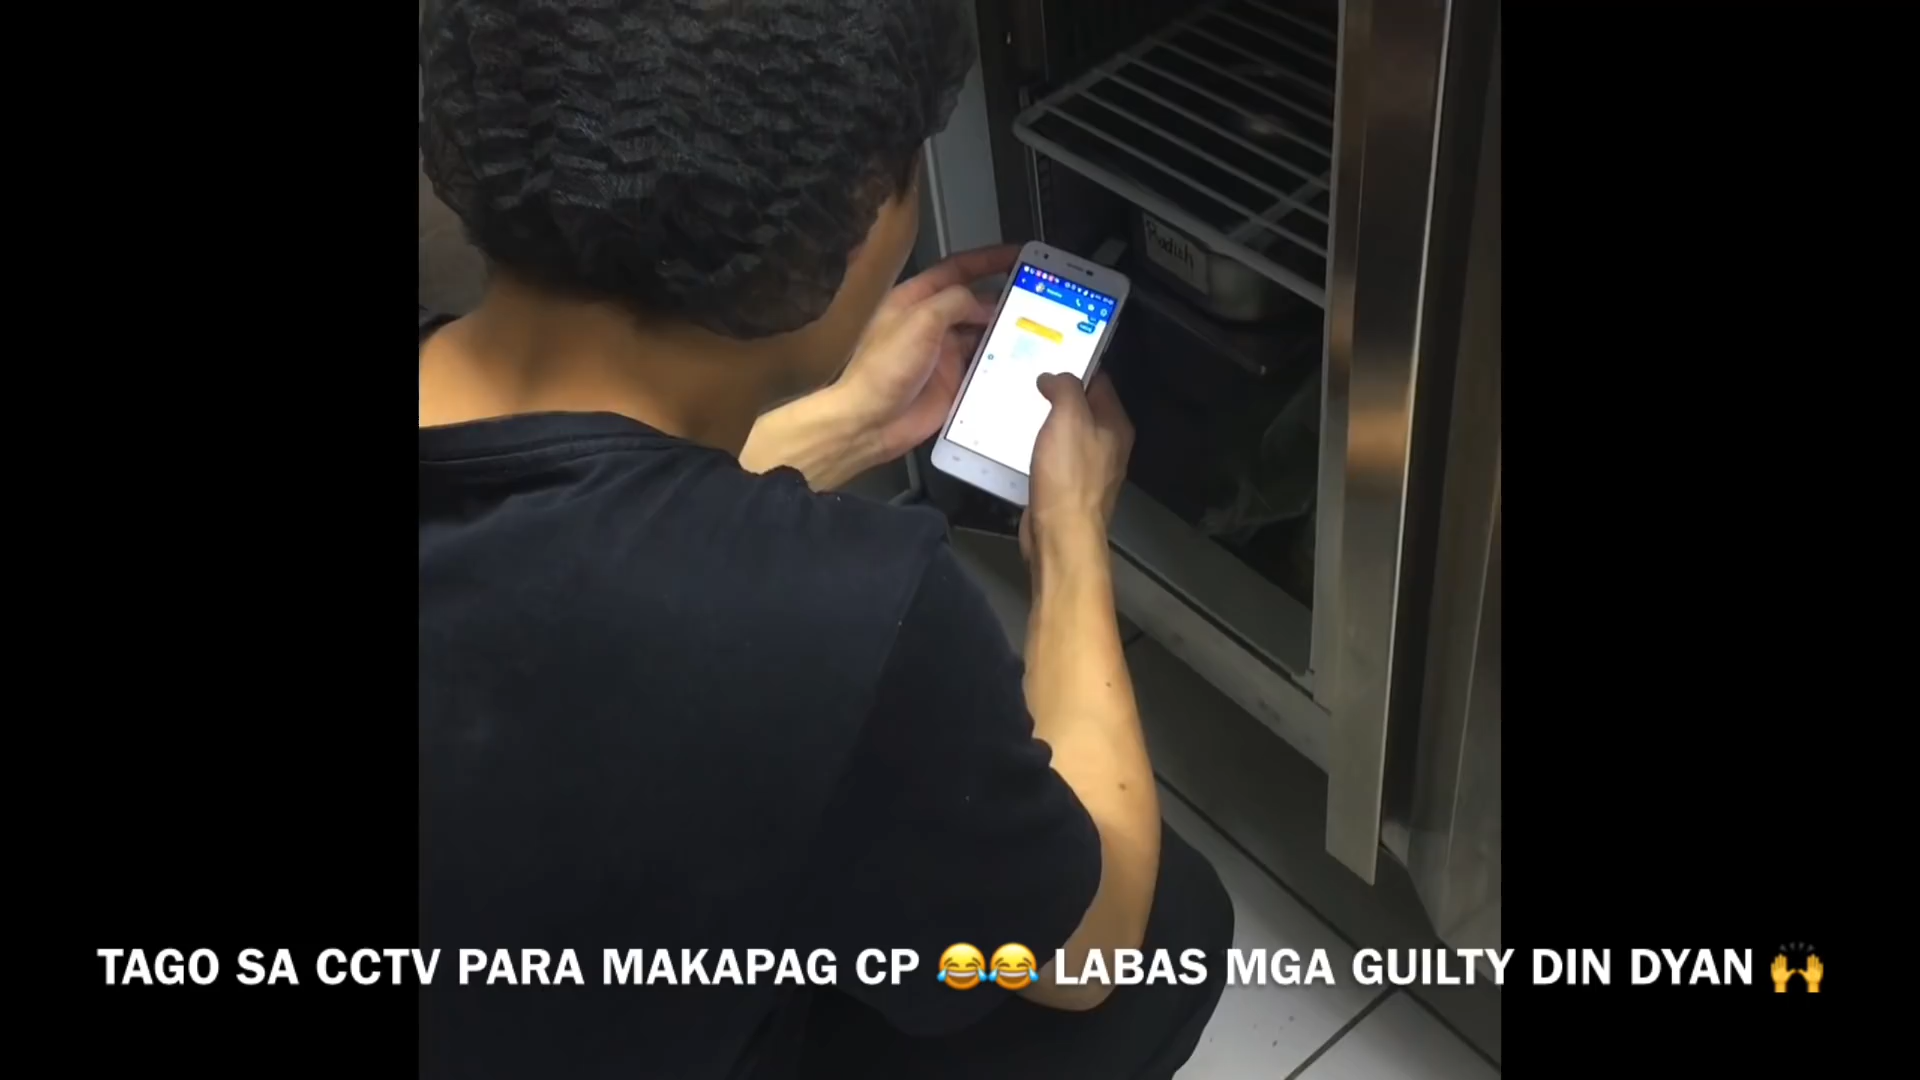 Radish
TAGO SA CCTV PARA MAKAPAG CP 😂😂 LABAS MGA GUILTY DIN DYAN 🙌